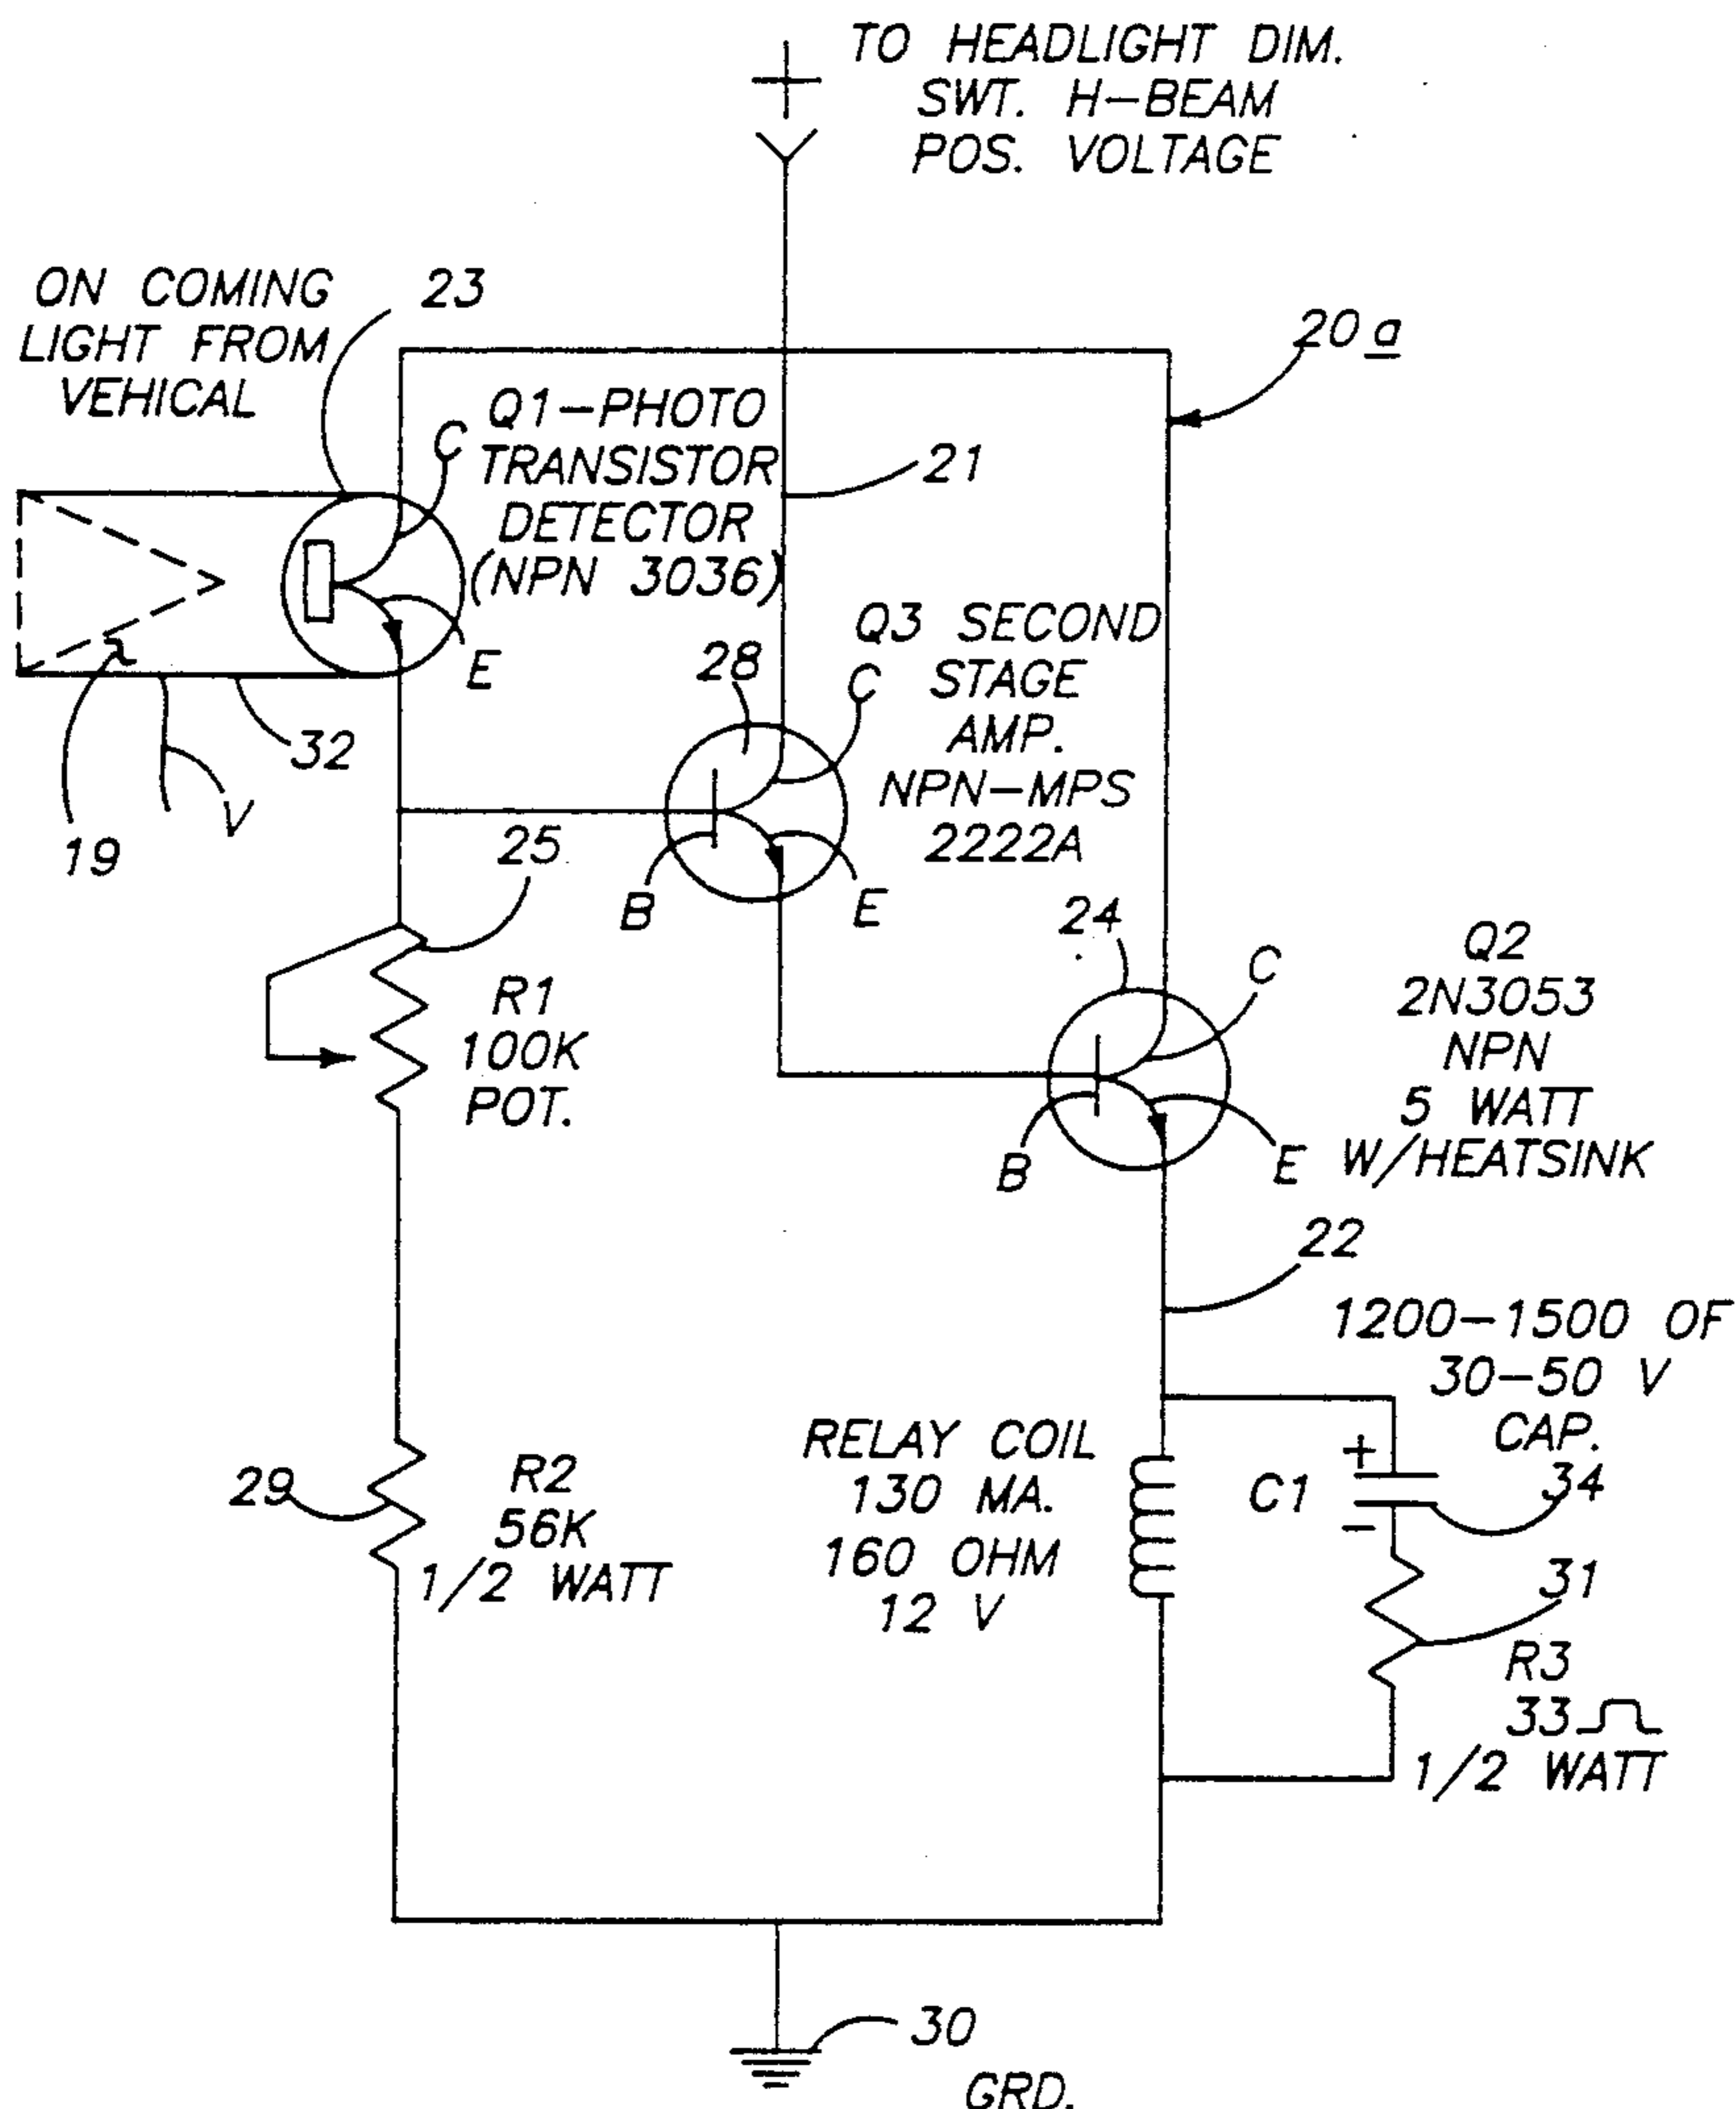 TO HEADLIGHT DIM.
SWT. H-BEAM
POS. VOLTAGE
+
ON COMING
LIGHT FROM
VEHICAL
23
20a
C
Q1-PHOTO
TRANSISTOR
DETECTOR
(NPN 3036)
21
E
19
V
32
28
C
Q3 SECOND
STAGE
AMP.
NPN-MPS
2222A
B
E
25
R1
100K
POT.
24
C
Q2
2N3053
NPN
5 WATT
W/HEATSINK
B
E
22
1200-1500 OF
30-50 V
CAP.
34
29
R2
56K
1/2 WATT
RELAY COIL
130 MA.
160 OHM
12 V
C1
+
-
31
R3
33
1/2 WATT
30
GRD.